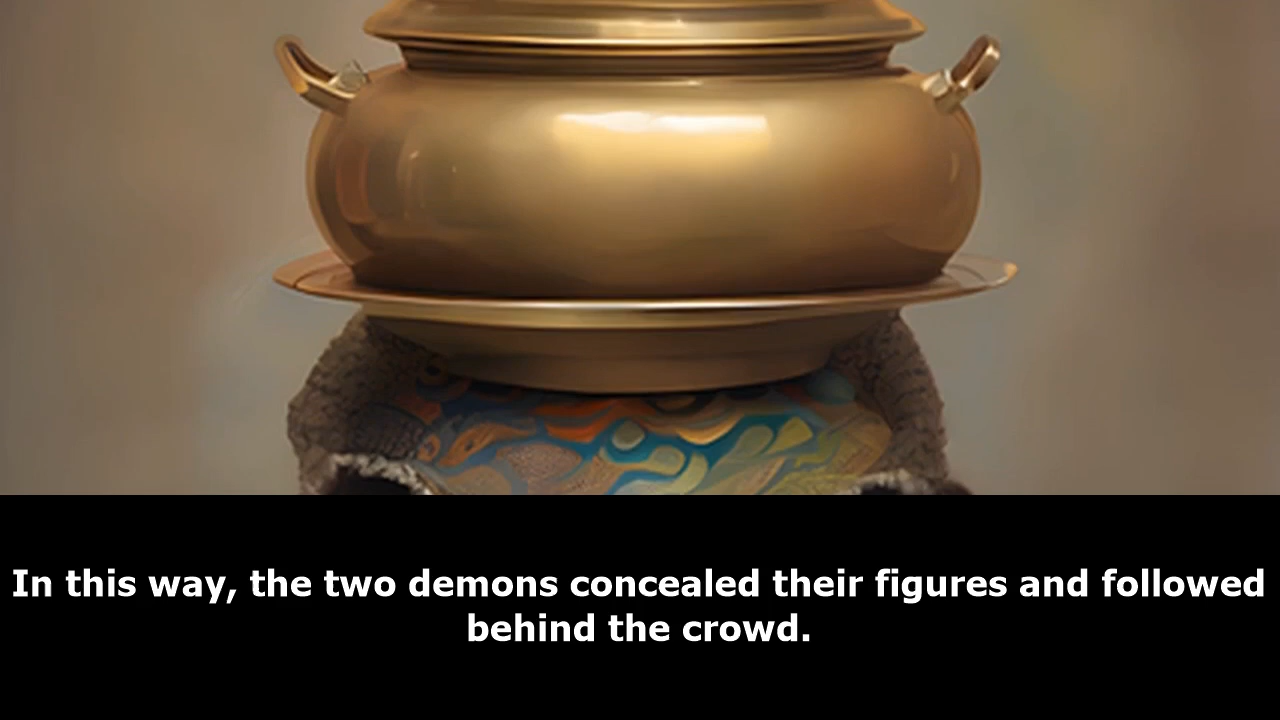 In this way, the two demons concealed their figures and followed
behind the crowd.